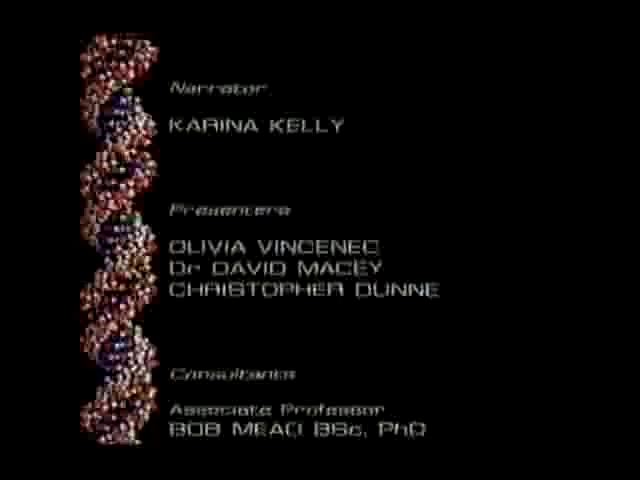 Narrator
KARINA KELLY
Presenters
OLIVIA VINCENEC
Dr DAVID MACEY
CHRISTOPHER DUNNE
Consultants
Associate Professor
BOB MEAD BSc, PhD